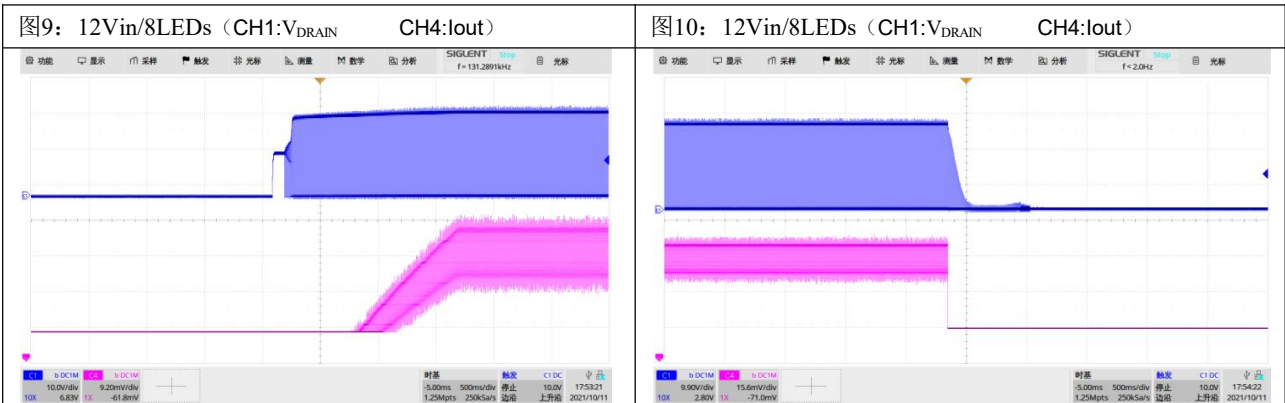 图9：12Vin/8LEDs（CH1:VDRAIN CH4:Iout）
图10：12Vin/8LEDs（CH1:VDRAIN CH4:Iout）
功能 显示 采样 触发 光标 测量 数学 分析 SIGLENT Stop 光标
f = 131.2891kHz
C1 b DC1M C4 b DC1M 时基 触发 C1 DC
10.0V/div 9.20mV/div -5.00ms 500ms/div 停止 10.0V 17:53:21
10X 6.83V 1X -61.8mV 1.25Mpts 250kSa/s 边沿 上升沿 2021/10/11
功能 显示 采样 触发 光标 测量 数学 分析 SIGLENT Stop 光标
f < 2.0Hz
C1 b DC1M C4 b DC1M 时基 触发 C1 DC
9.90V/div 15.6mV/div -5.00ms 500ms/div 停止 10.0V 17:54:22
10X 2.80V 1X -71.0mV 1.25Mpts 250kSa/s 边沿 上升沿 2021/10/11